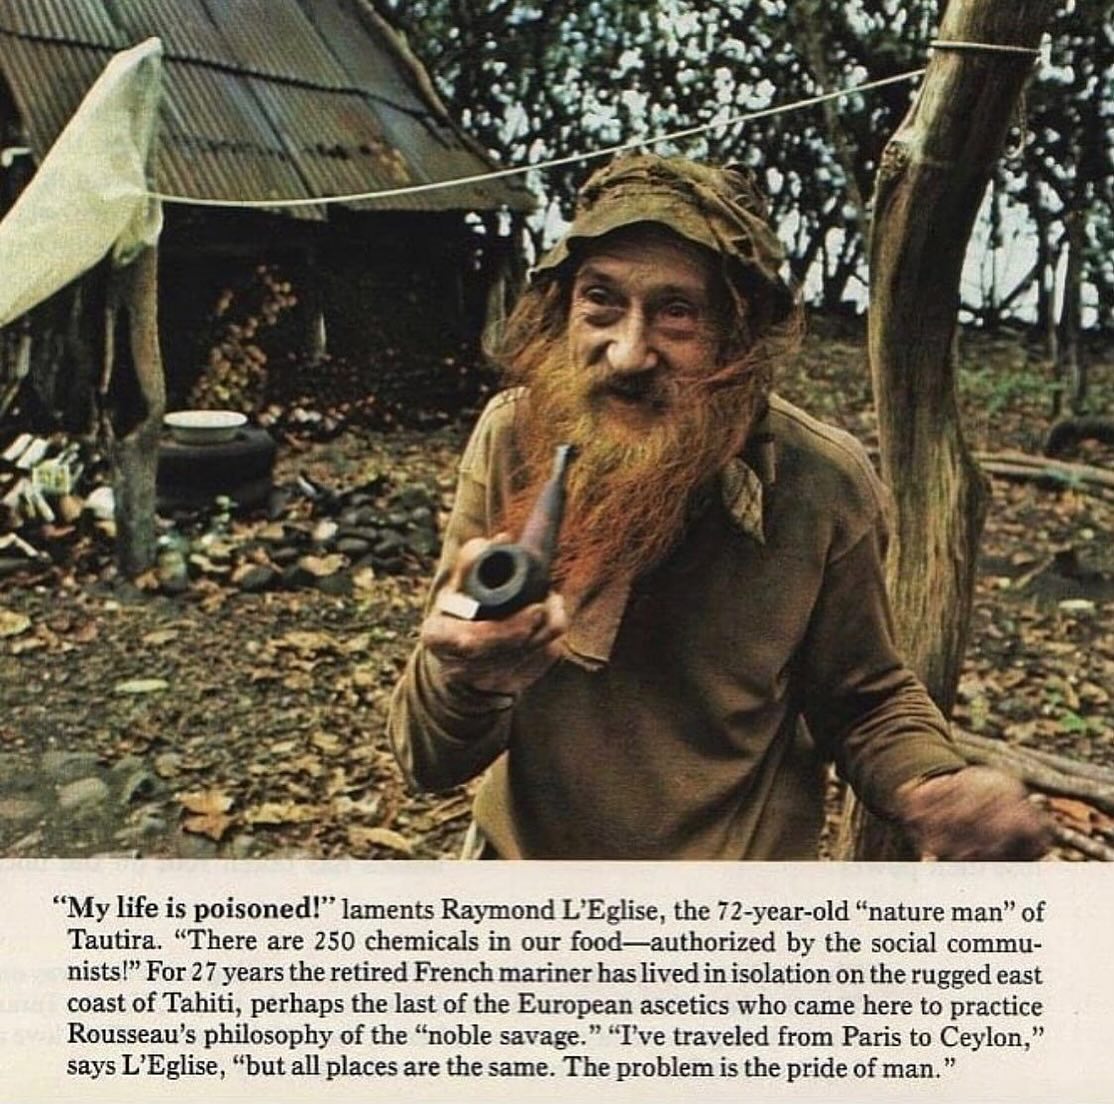 “My life is poisoned!” laments Raymond L’Eglise, the 72-year-old “nature man” of
Tautira. “There are 250 chemicals in our food—authorized by the social commu-
nists!” For 27 years the retired French mariner has lived in isolation on the rugged east
coast of Tahiti, perhaps the last of the European ascetics who came here to practice
Rousseau’s philosophy of the “noble savage.” “I’ve traveled from Paris to Ceylon,”
says L’Eglise, “but all places are the same. The problem is the pride of man.”